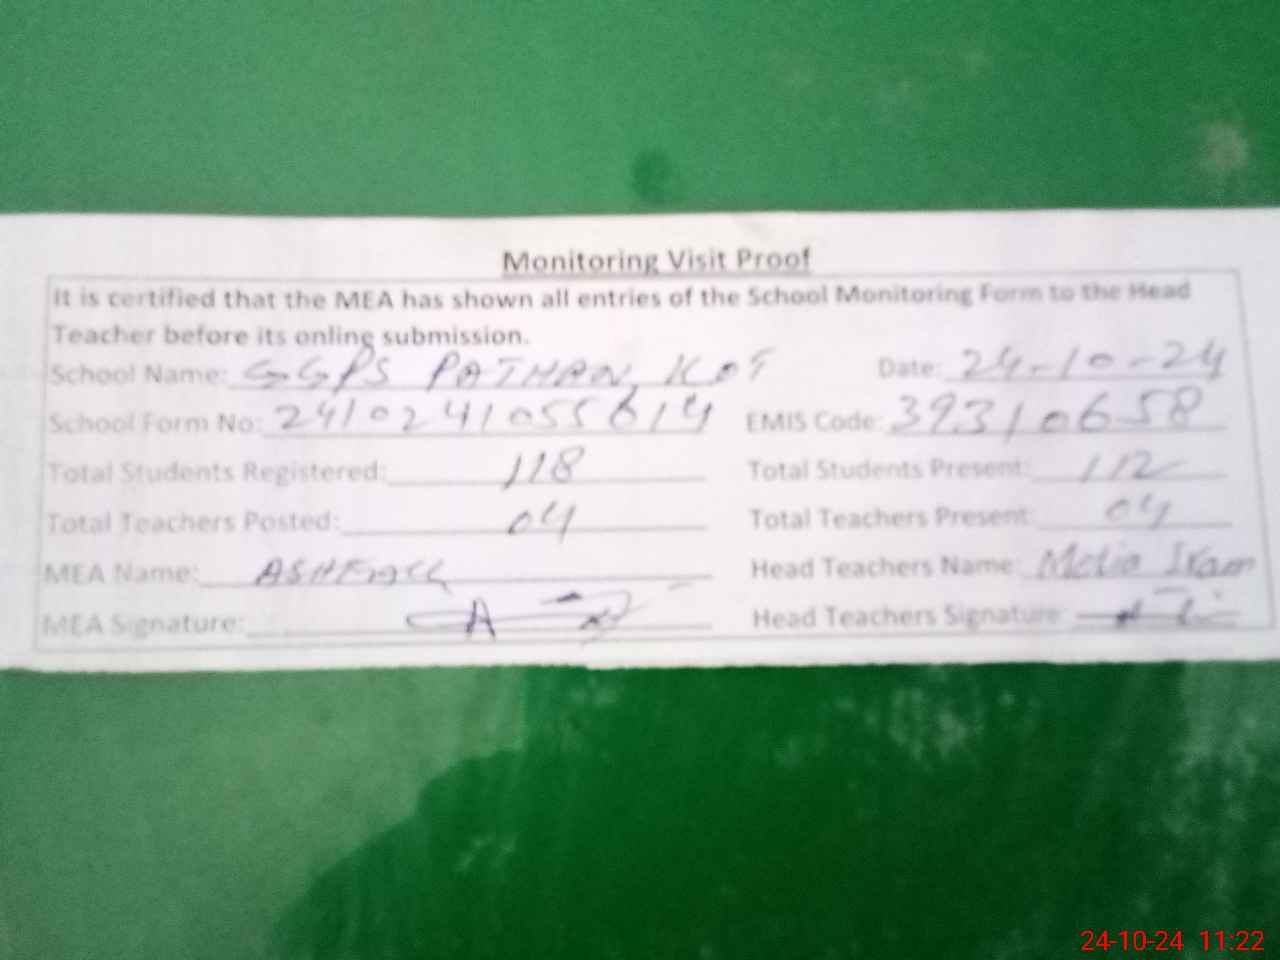 Monitoring Visit Proof
It is certified that the MEA has shown all entries of the School Monitoring Form to the Head
Teacher before its online submission.
School Name: GGPS PATHAN KOT Date: 24-10-24
School Form No: 2410241055614 EMIS Code: 39310658
Total Students Registered: 118 Total Students Present: 112
Total Teachers Posted: 04 Total Teachers Present: 04
MEA Name: Head Teachers Name:
MEA Signature: Head Teachers Signature:
24-10-24 11:22